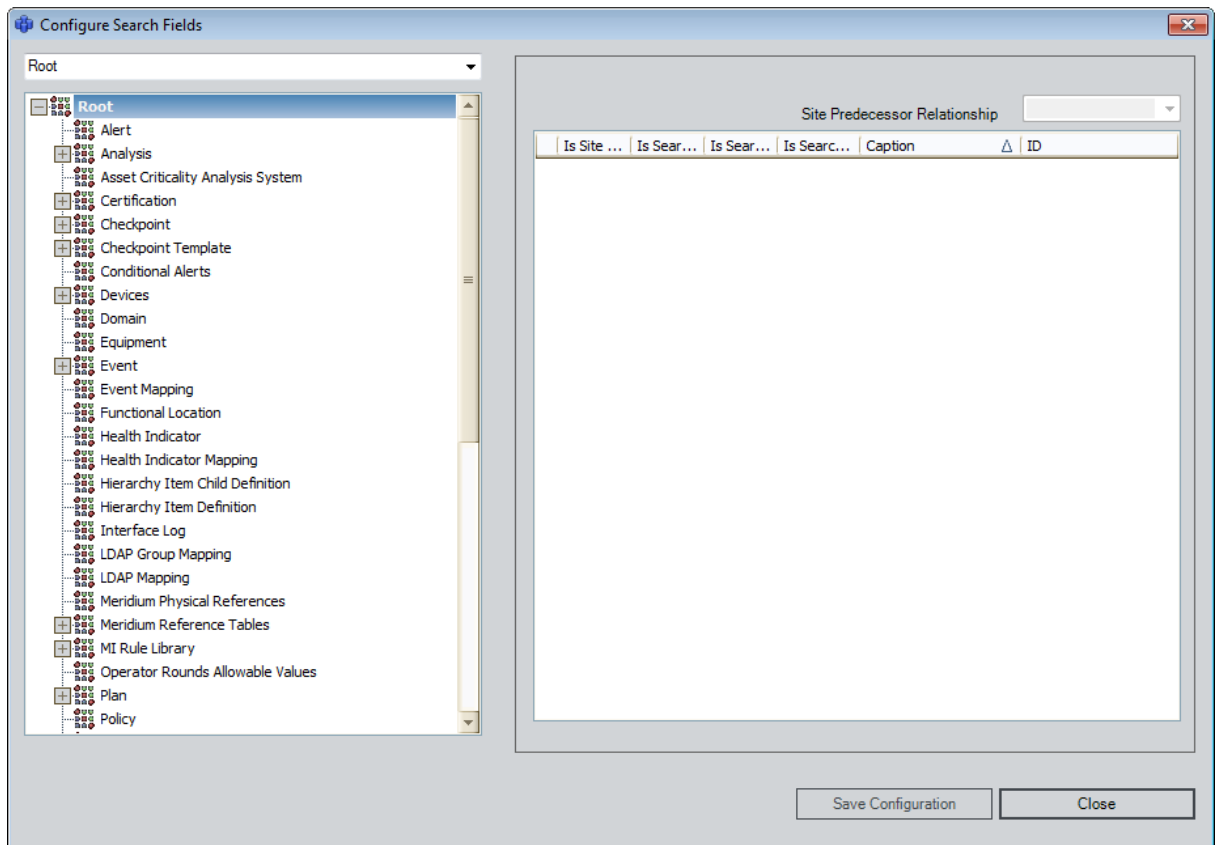 Configure Search Fields
Root
Root
Alert
Analysis
Asset Criticality Analysis System
Certification
Checkpoint
Checkpoint Template
Conditional Alerts
Devices
Domain
Equipment
Event
Event Mapping
Functional Location
Health Indicator
Health Indicator Mapping
Hierarchy Item Child Definition
Hierarchy Item Definition
Interface Log
LDAP Group Mapping
LDAP Mapping
Meridium Physical References
Meridium Reference Tables
MI Rule Library
Operator Rounds Allowable Values
Plan
Policy
Site Predecessor Relationship
Is Site ... Is Sear... Is Sear... Is Searc... Caption ID
Save Configuration Close